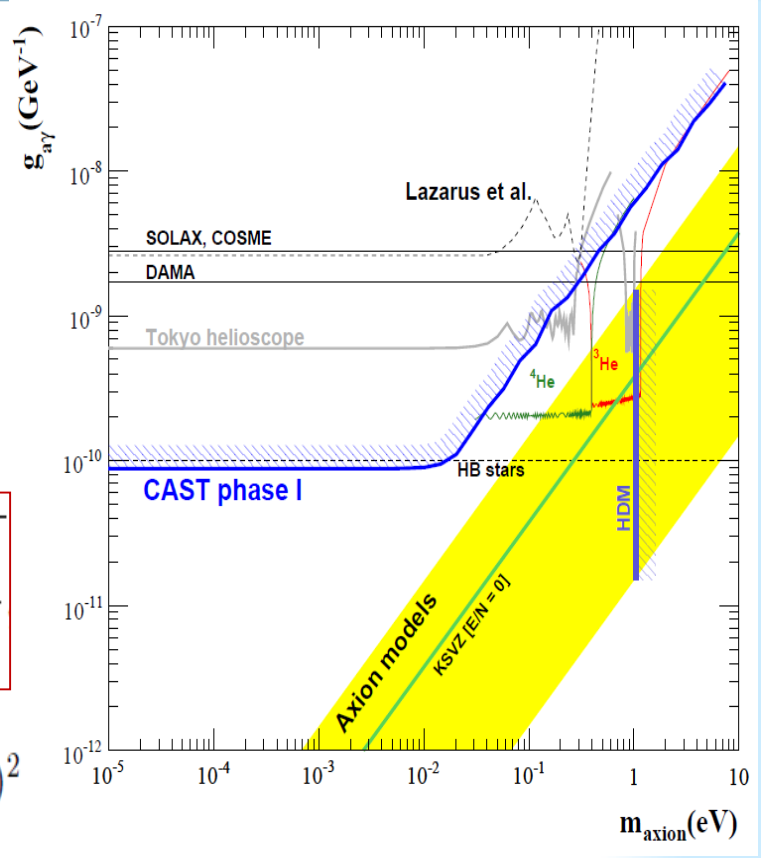 g_aγ(GeV⁻¹)
10⁻⁷
10⁻⁸
Lazarus et al.
SOLAX, COSME
DAMA
10⁻⁹
Tokyo helioscope
³He
⁴He
10⁻¹⁰
HB stars
CAST phase I
HDM
10⁻¹¹
Axion models
KSVZ [E/N = 0]
10⁻¹²
10⁻⁵ 10⁻⁴ 10⁻³ 10⁻² 10⁻¹ 1 10
m_axion(eV)
)²